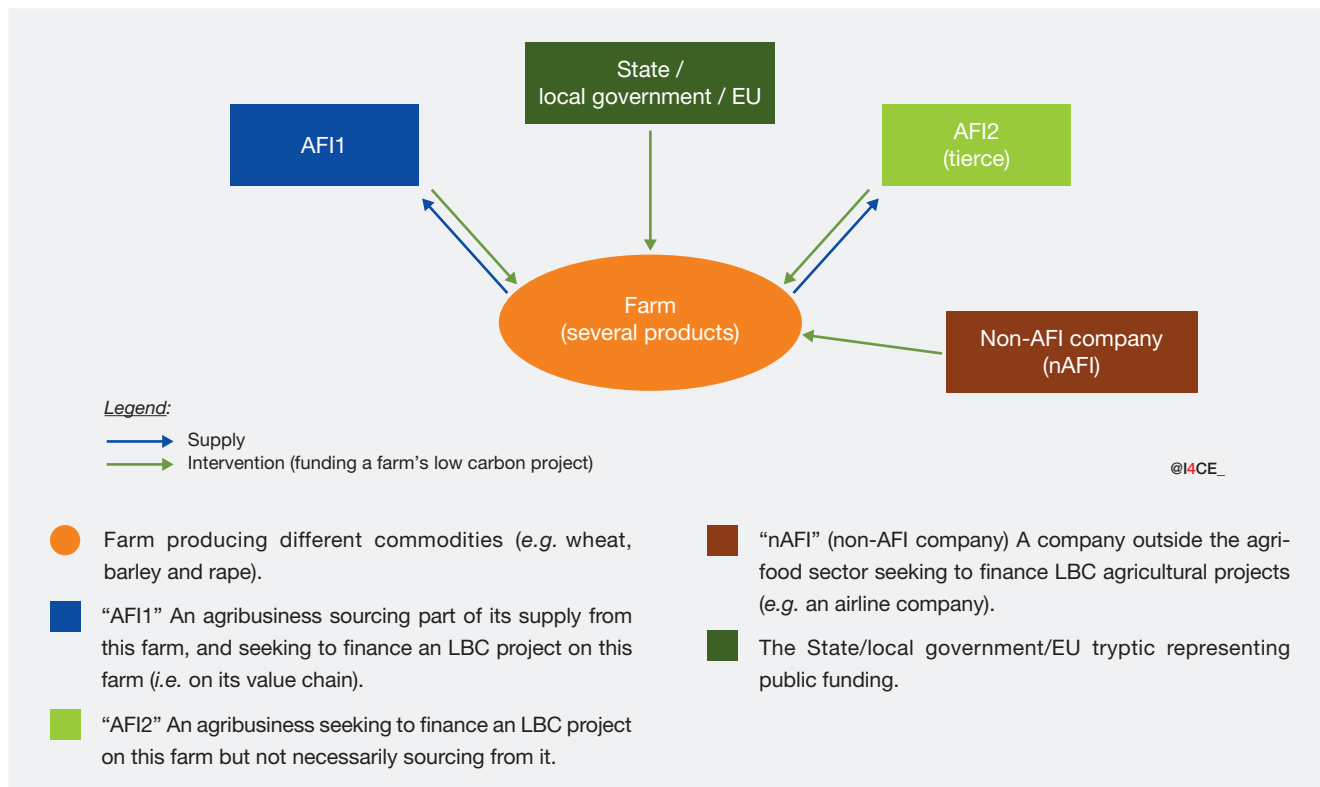 State /
local government / EU
AFI1
AFI2
(tierce)
Farm
(several products)
Non-AFI company
(nAFI)
Legend:
Supply
Intervention (funding a farm’s low carbon project)
@I4CE_
Farm producing different commodities (e.g. wheat,
barley and rape).
“AFI1” An agribusiness sourcing part of its supply from
this farm, and seeking to finance an LBC project on this
farm (i.e. on its value chain).
“AFI2” An agribusiness seeking to finance an LBC project
on this farm but not necessarily sourcing from it.
“nAFI” (non-AFI company) A company outside the agri-
food sector seeking to finance LBC agricultural projects
(e.g. an airline company).
The State/local government/EU tryptic representing
public funding.